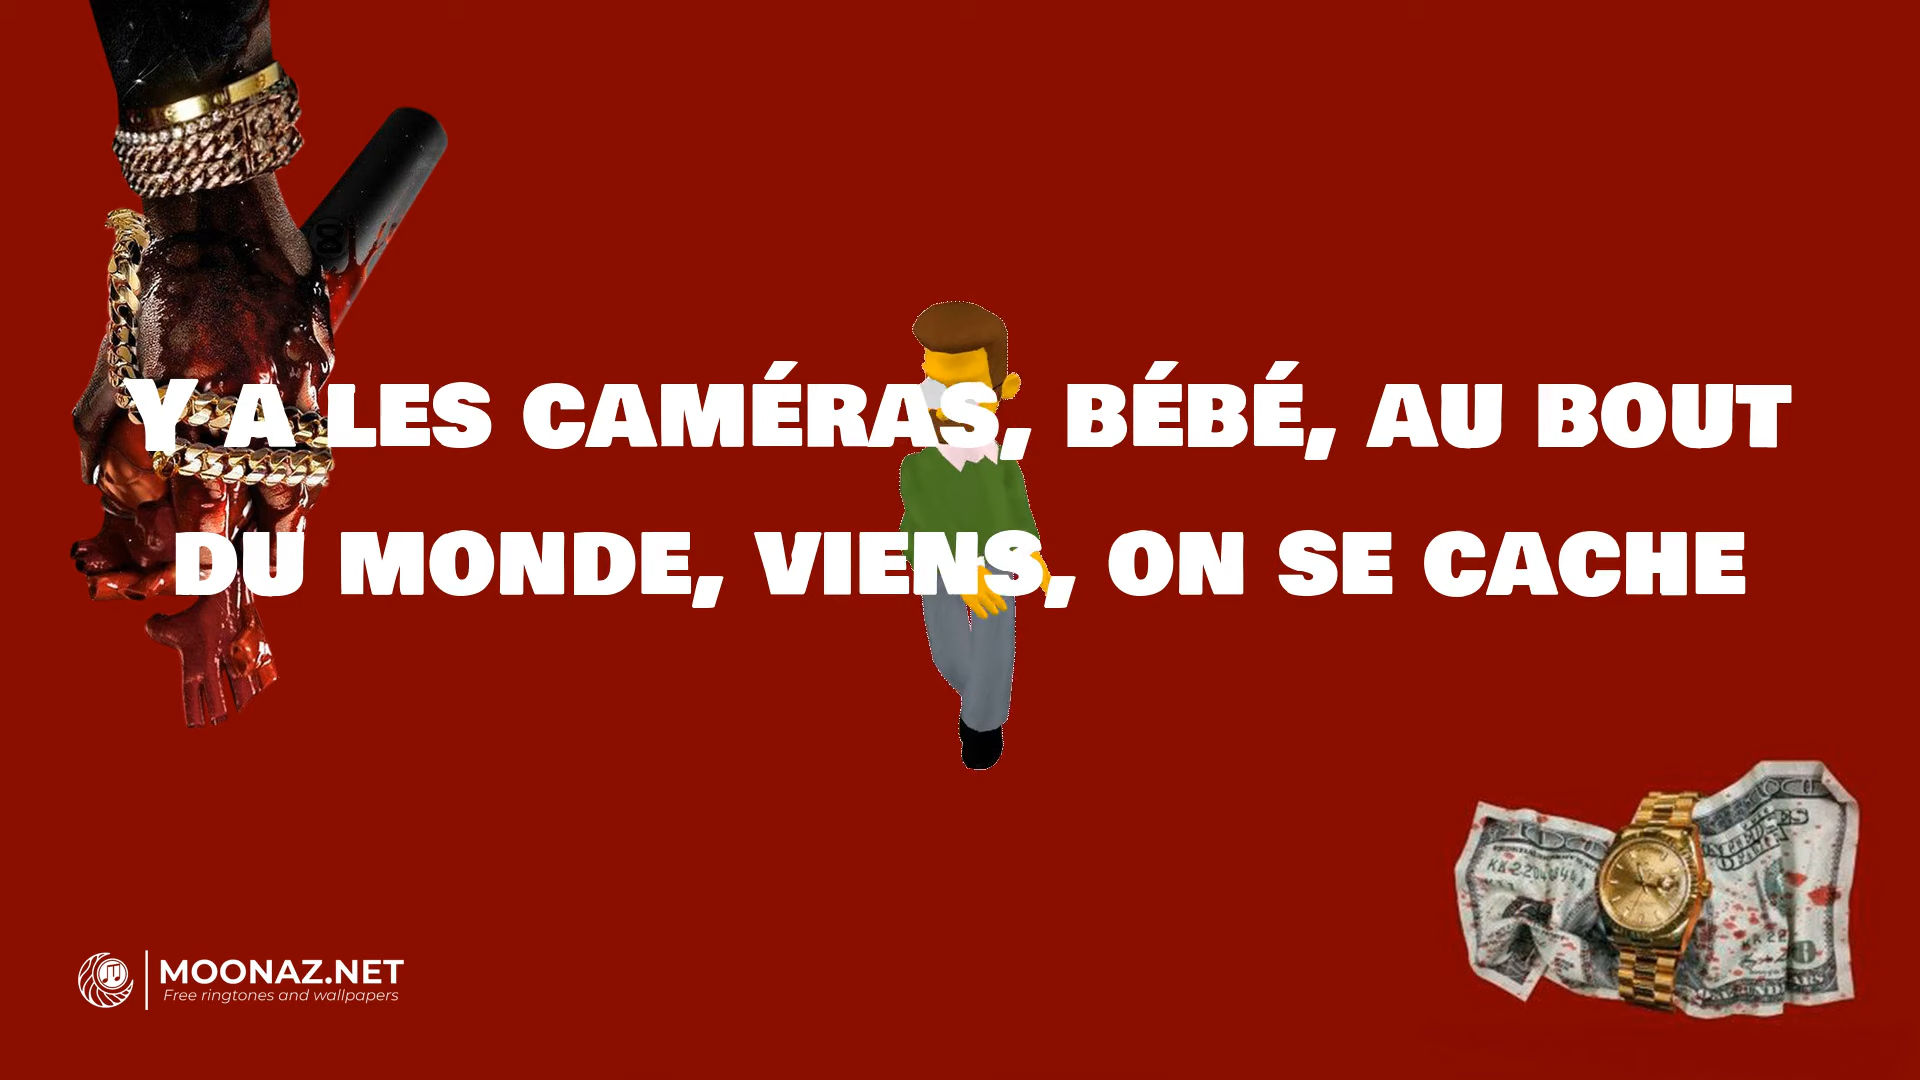 Y A LES CAMÉRAS, BÉBÉ, AU BOUT
DU MONDE, VIENS, ON SE CACHE
MOONAZ.NET
Free ringtones and wallpapers